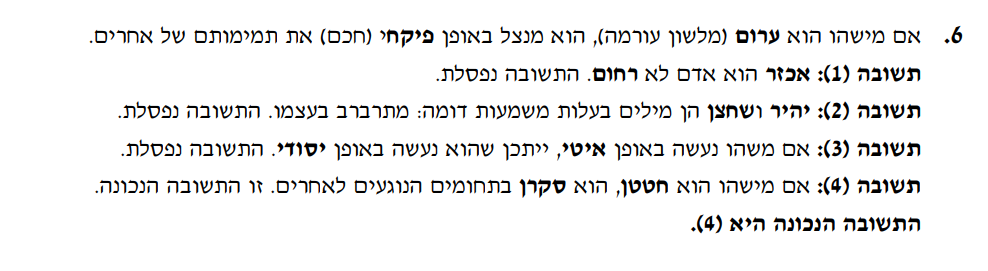 6. אם מישהו הוא ערום (מלשון עורמה), הוא מנצל באופן פיקחי (חכם) את תמימותם של אחרים.
תשובה (1): אכזר הוא אדם לא רחום. התשובה נפסלת.
תשובה (2): יהיר ושחצן הן מילים בעלות משמעות דומה: מתרברב בעצמו. התשובה נפסלת.
תשובה (3): אם משהו נעשה באופן איטי, ייתכן שהוא נעשה באופן יסודי. התשובה נפסלת.
תשובה (4): אם מישהו הוא חטטן, הוא סקרן בתחומים הנוגעים לאחרים. זו התשובה הנכונה.
התשובה הנכונה היא (4).